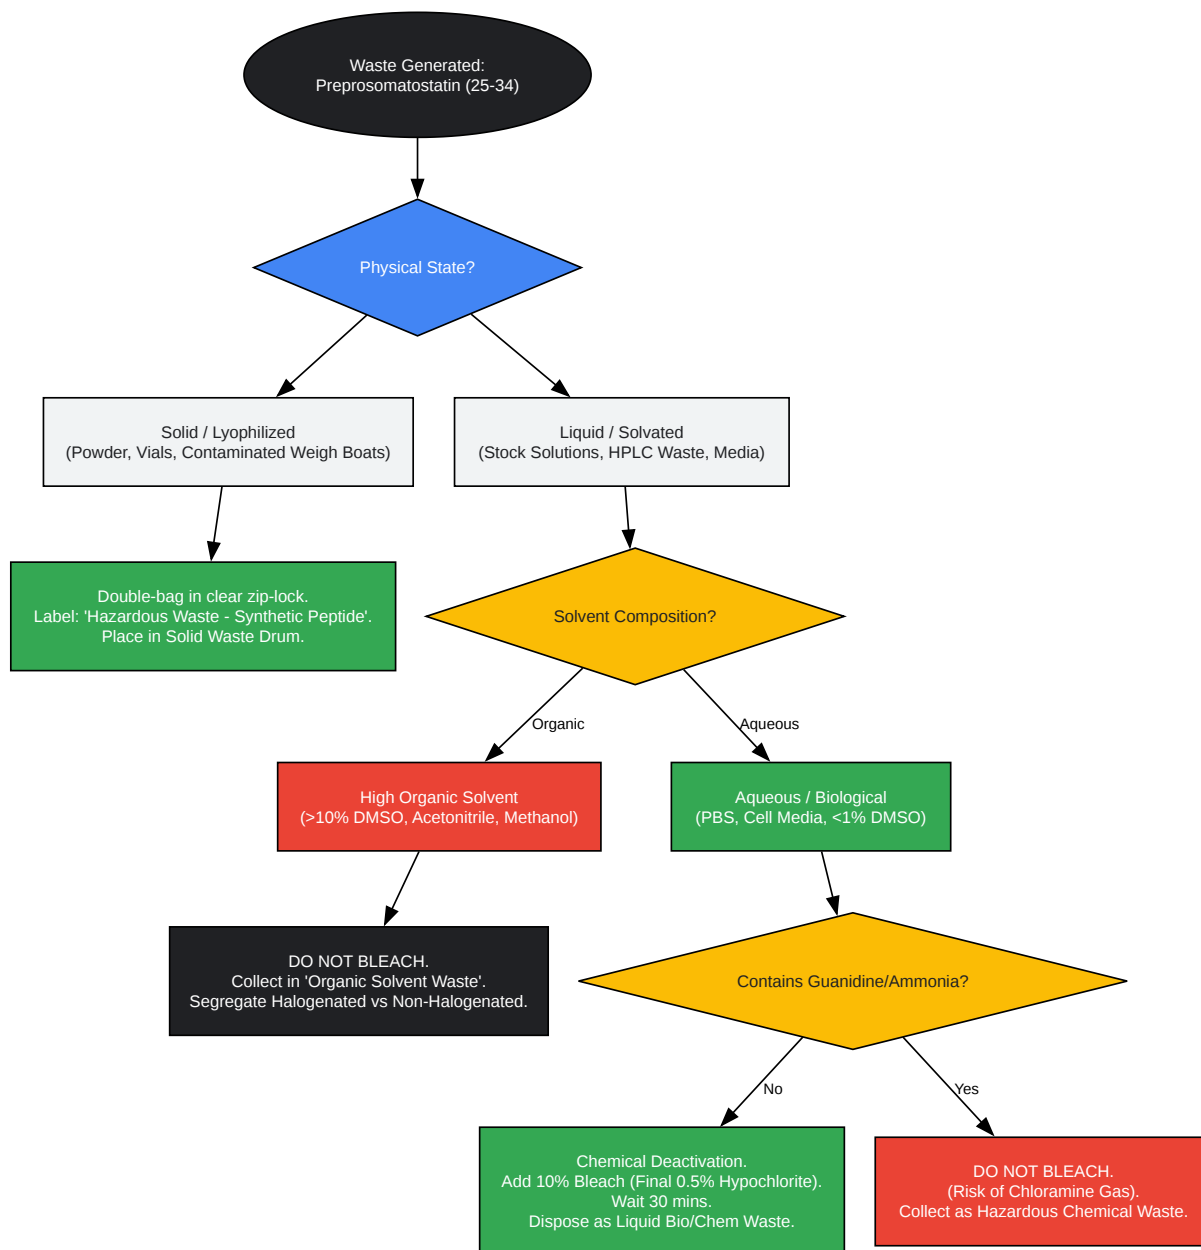 Waste Generated:
Preprosomatostatin (25-34)
Physical State?
Solid / Lyophilized
(Powder, Vials, Contaminated Weigh Boats)
Liquid / Solvated
(Stock Solutions, HPLC Waste, Media)
Double-bag in clear zip-lock.
Label: 'Hazardous Waste - Synthetic Peptide'.
Place in Solid Waste Drum.
Solvent Composition?
Organic
Aqueous
High Organic Solvent
(>10% DMSO, Acetonitrile, Methanol)
Aqueous / Biological
(PBS, Cell Media, <1% DMSO)
DO NOT BLEACH.
Collect in 'Organic Solvent Waste'.
Segregate Halogenated vs Non-Halogenated.
Contains Guanidine/Ammonia?
No
Yes
Chemical Deactivation.
Add 10% Bleach (Final 0.5% Hypochlorite).
Wait 30 mins.
Dispose as Liquid Bio/Chem Waste.
DO NOT BLEACH.
(Risk of Chloramine Gas).
Collect as Hazardous Chemical Waste.